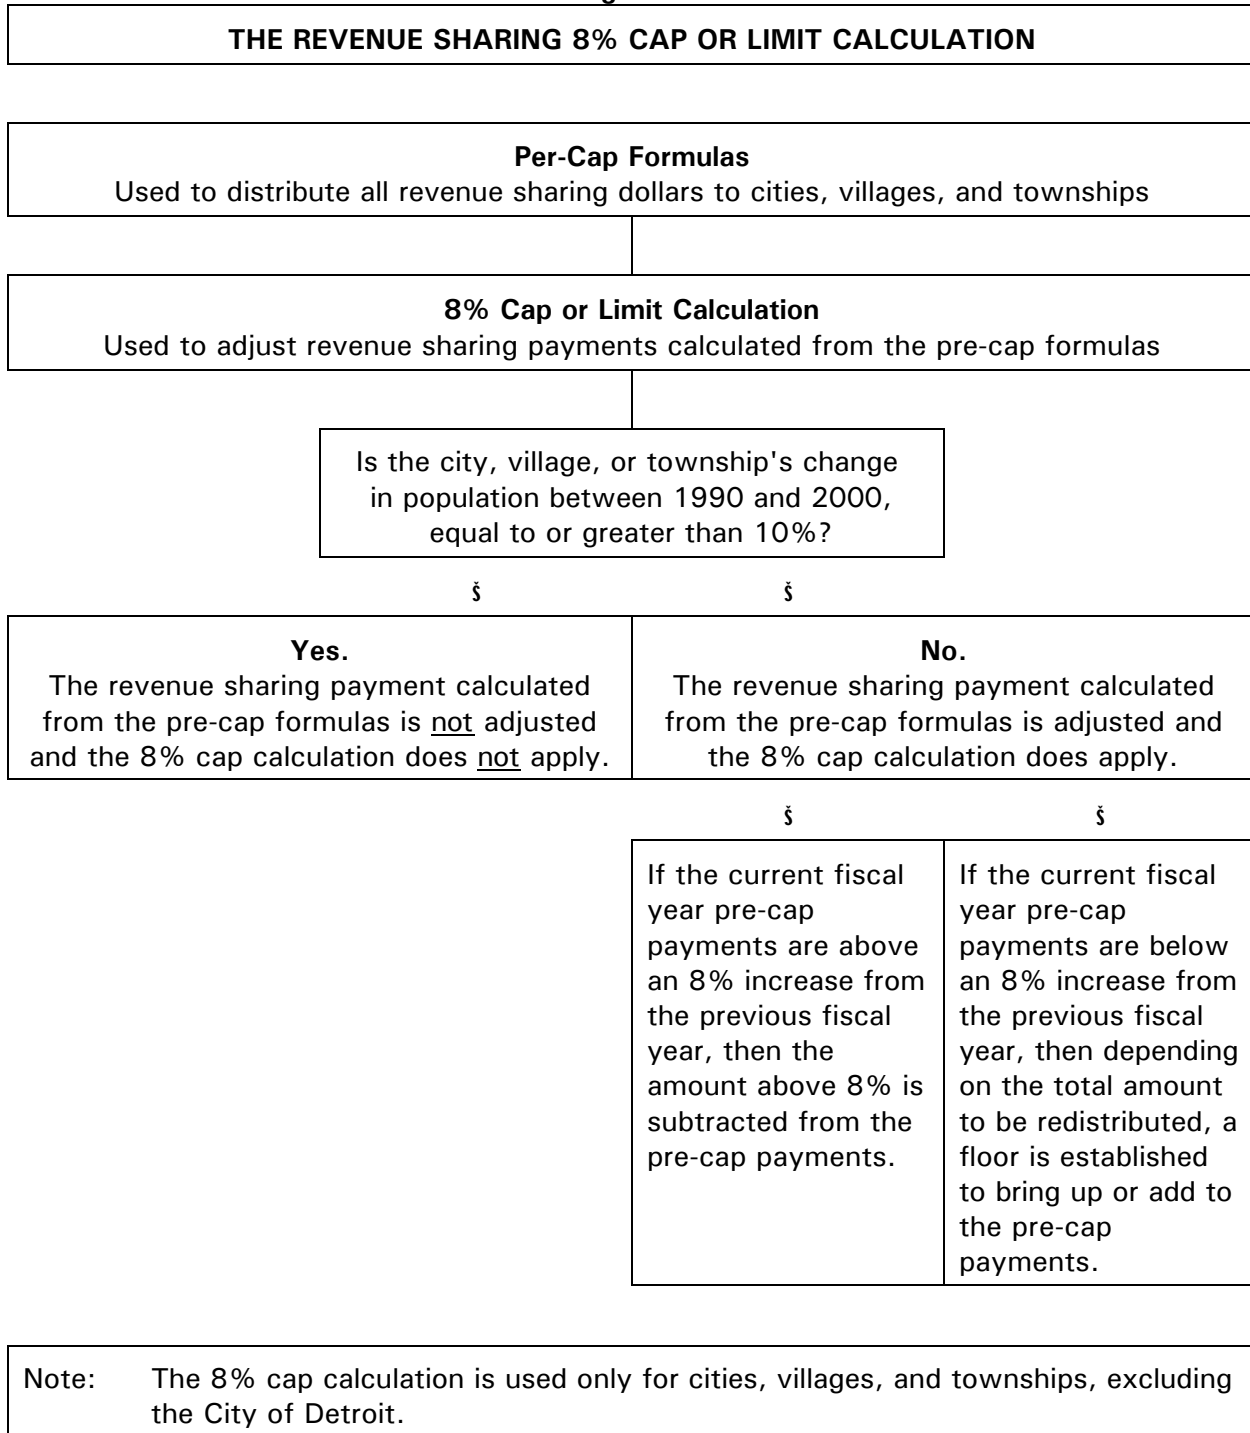 THE REVENUE SHARING 8% CAP OR LIMIT CALCULATION
Per-Cap Formulas
Used to distribute all revenue sharing dollars to cities, villages, and townships
8% Cap or Limit Calculation
Used to adjust revenue sharing payments calculated from the pre-cap formulas
Is the city, village, or township's change
in population between 1990 and 2000,
equal to or greater than 10%?
š š
Yes.
The revenue sharing payment calculated
from the pre-cap formulas is not adjusted
and the 8% cap calculation does not apply.
No.
The revenue sharing payment calculated
from the pre-cap formulas is adjusted and
the 8% cap calculation does apply.
š š
If the current fiscal
year pre-cap
payments are above
an 8% increase from
the previous fiscal
year, then the
amount above 8% is
subtracted from the
pre-cap payments.
If the current fiscal
year pre-cap
payments are below
an 8% increase from
the previous fiscal
year, then depending
on the total amount
to be redistributed, a
floor is established
to bring up or add to
the pre-cap
payments.
Note: The 8% cap calculation is used only for cities, villages, and townships, excluding
the City of Detroit.